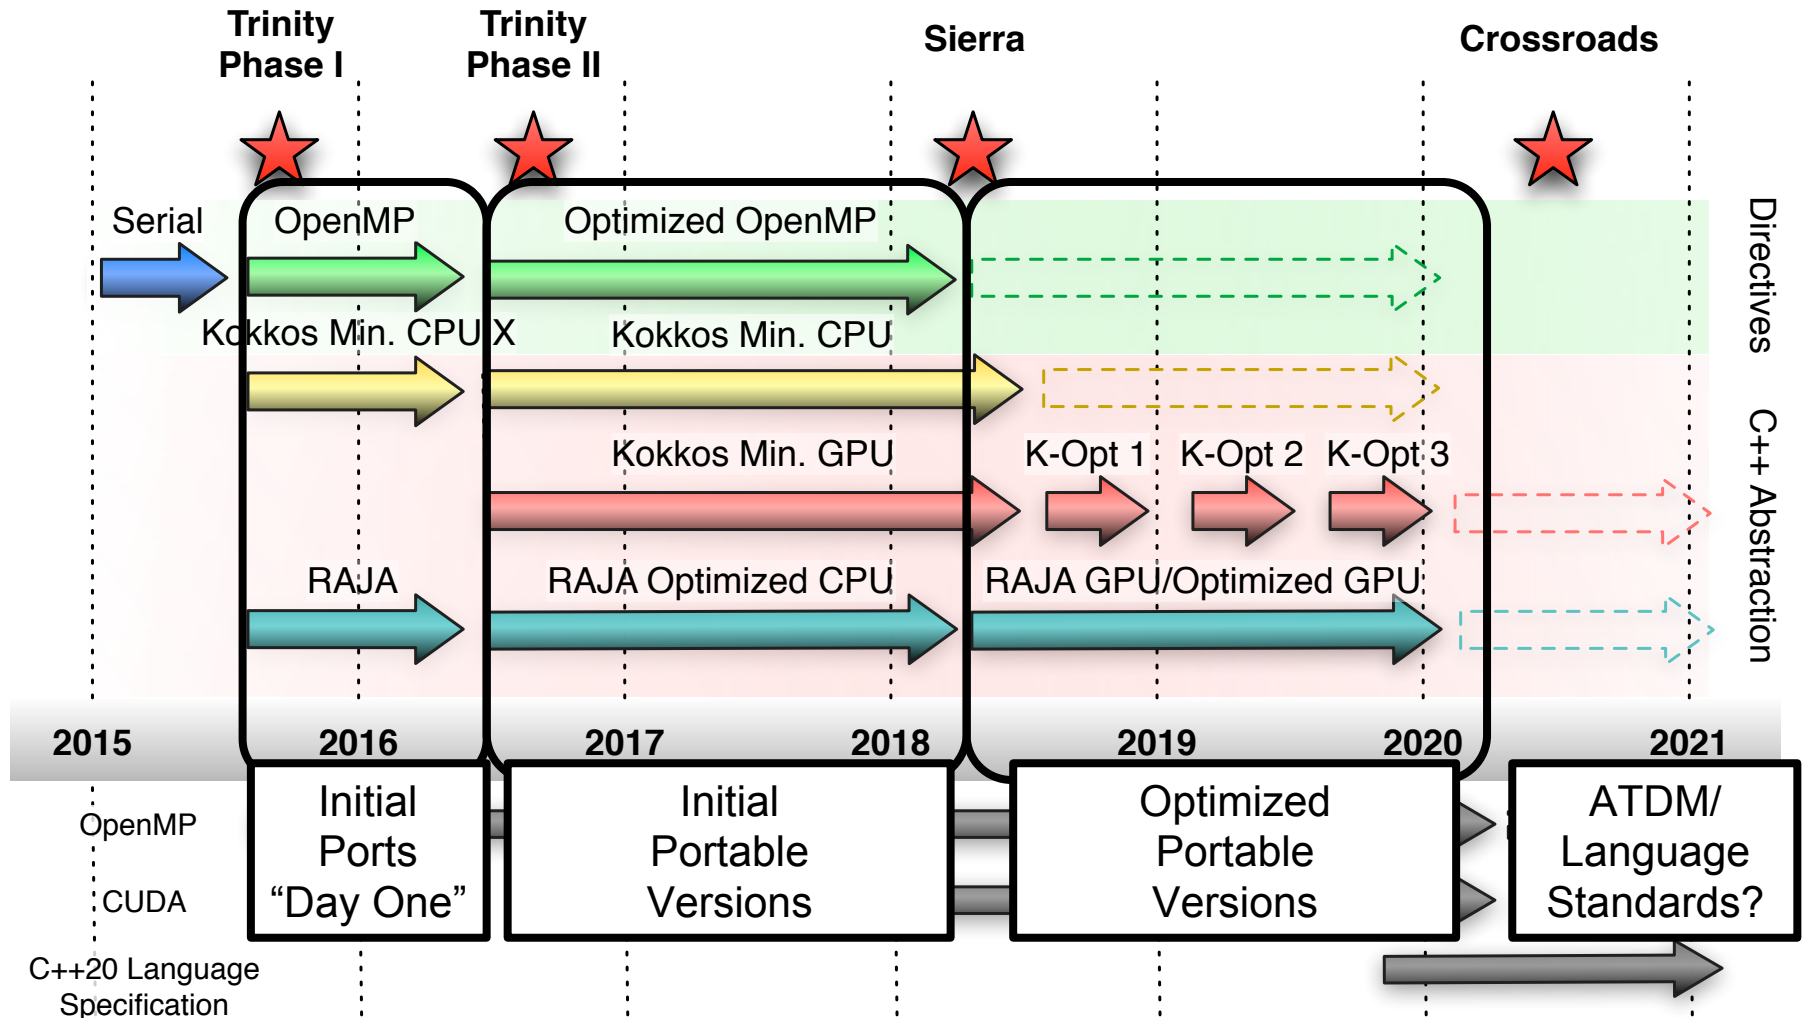 Trinity
Phase I
Trinity
Phase II
Sierra
Crossroads
Serial
OpenMP
Optimized OpenMP
Directives
Kokkos Min. CPU X
Kokkos Min. CPU
Kokkos Min. GPU
K-Opt 1
K-Opt 2
K-Opt 3
C++ Abstraction
RAJA
RAJA Optimized CPU
RAJA GPU/Optimized GPU
2015
2016
2017
2018
2019
2020
2021
OpenMP
CUDA
C++20 Language
Specification
Initial
Ports
“Day One”
Initial
Portable
Versions
Optimized
Portable
Versions
ATDM/
Language
Standards?